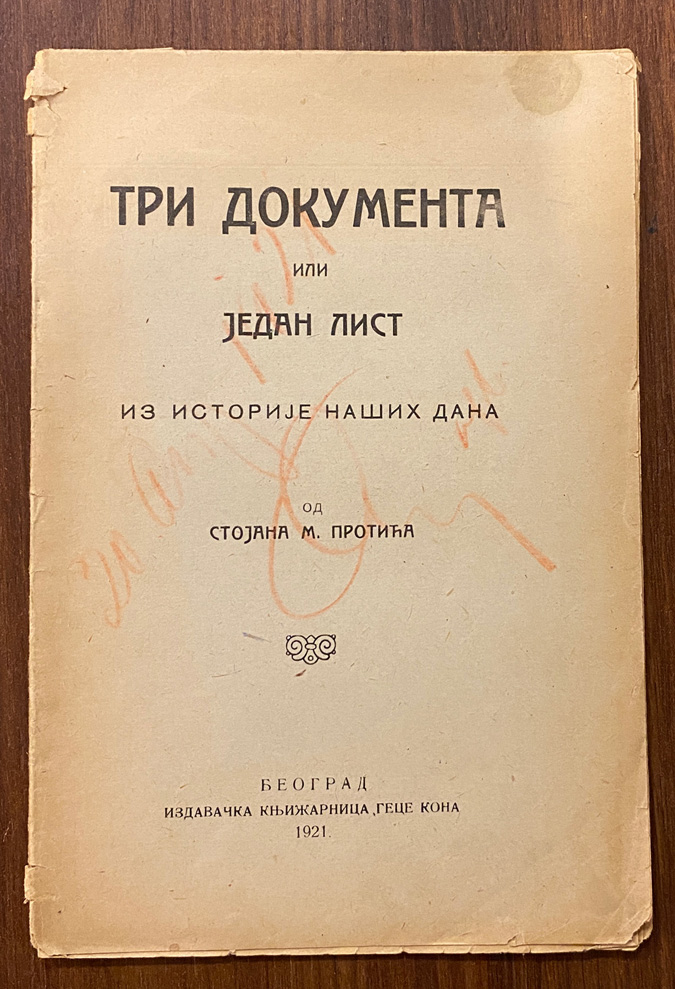 ТРИ ДОКУМЕНТА
ИЛИ
ЈЕДАН ЛИСТ
ИЗ ИСТОРИЈЕ НАШИХ ДАНА
ОД
СТОЈАНА М. ПРОТИЋА
БЕОГРАД
ИЗДАВАЧКА КЊИЖАРНИЦА ГЕЦЕ КОНА
1921.